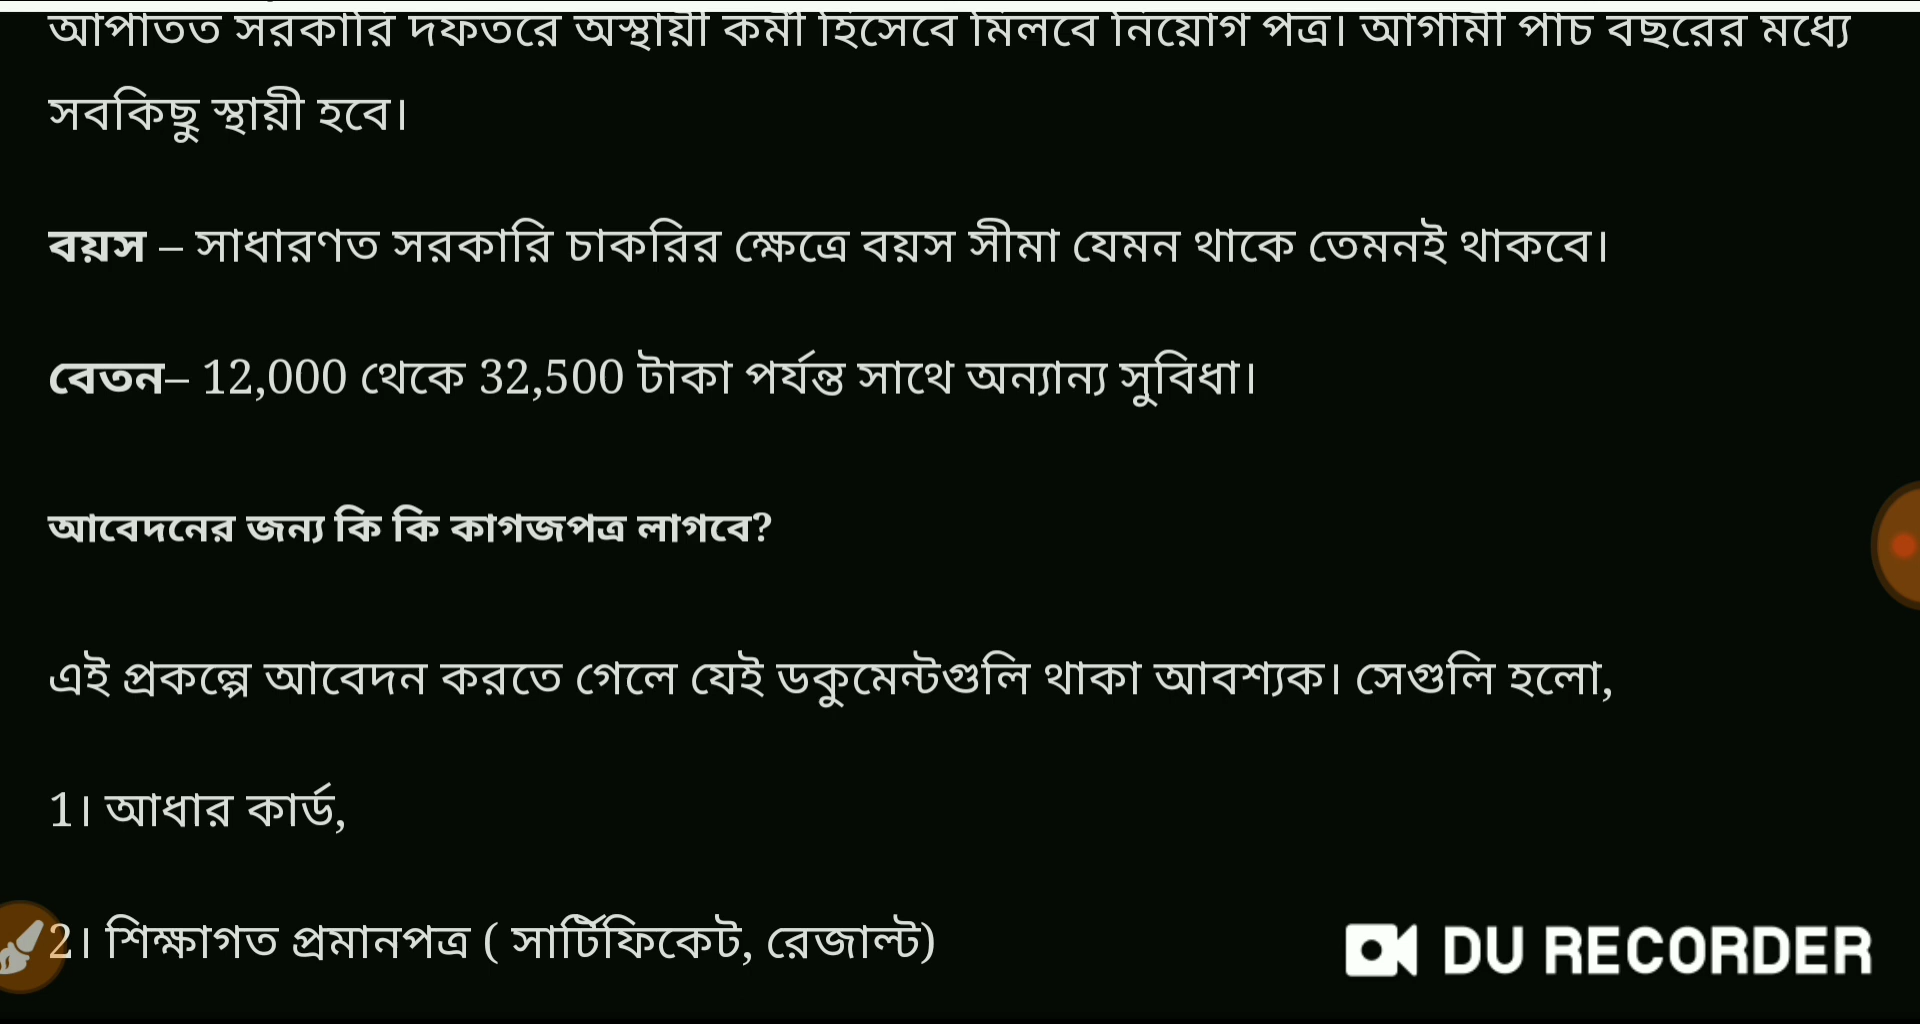 আপাতত সরকারি দফতরে অস্থায়ী কর্মী হিসেবে মিলবে নিয়োগ পত্র। আগামী পাঁচ বছরের মধ্যে
সবকিছু স্থায়ী হবে।
বয়স – সাধারণত সরকারি চাকরির ক্ষেত্রে বয়স সীমা যেমন থাকে তেমনই থাকবে।
বেতন– 12,000 থেকে 32,500 টাকা পর্যন্ত সাথে অন্যান্য সুবিধা।
আবেদনের জন্য কি কি কাগজপত্র লাগবে?
এই প্রকল্পে আবেদন করতে গেলে যেই ডকুমেন্টগুলি থাকা আবশ্যক। সেগুলি হলো,
1। আধার কার্ড,
2। শিক্ষাগত প্রমানপত্র ( সার্টিফিকেট, রেজাল্ট)
DU RECORDER